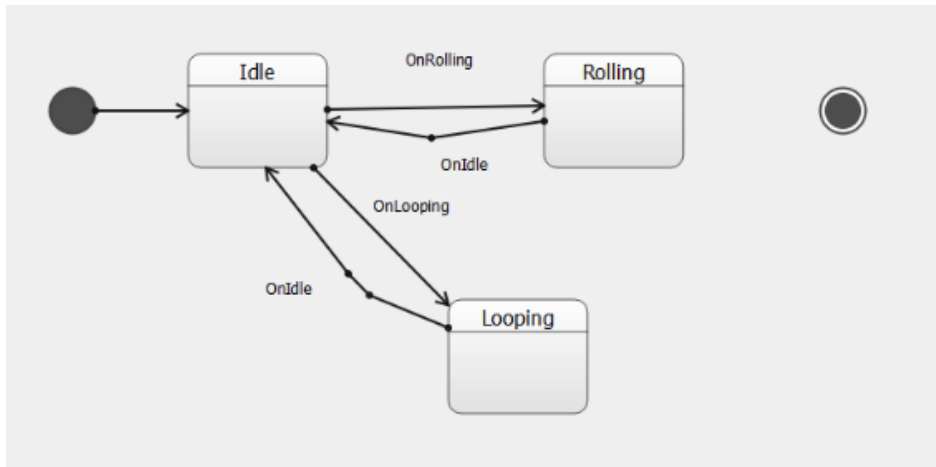 Idle
OnRolling
Rolling
OnIdle
OnLooping
OnIdle
Looping